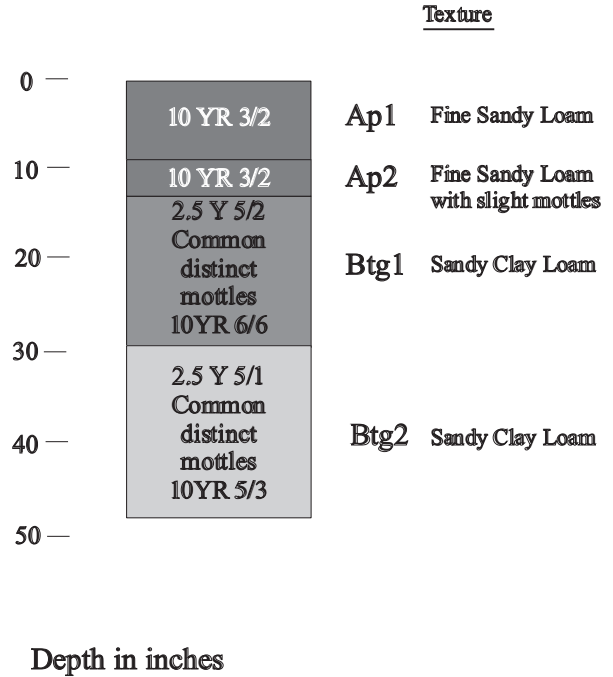 Texture
0
10 YR 3/2
Ap1
Fine Sandy Loam
10
10 YR 3/2
Ap2
Fine Sandy Loam
with slight mottles
2.5 Y 5/2
Common
distinct
mottles
10YR 6/6
20
Btg1
Sandy Clay Loam
30
2.5 Y 5/1
Common
distinct
mottles
10YR 5/3
40
Btg2
Sandy Clay Loam
50
Depth in inches